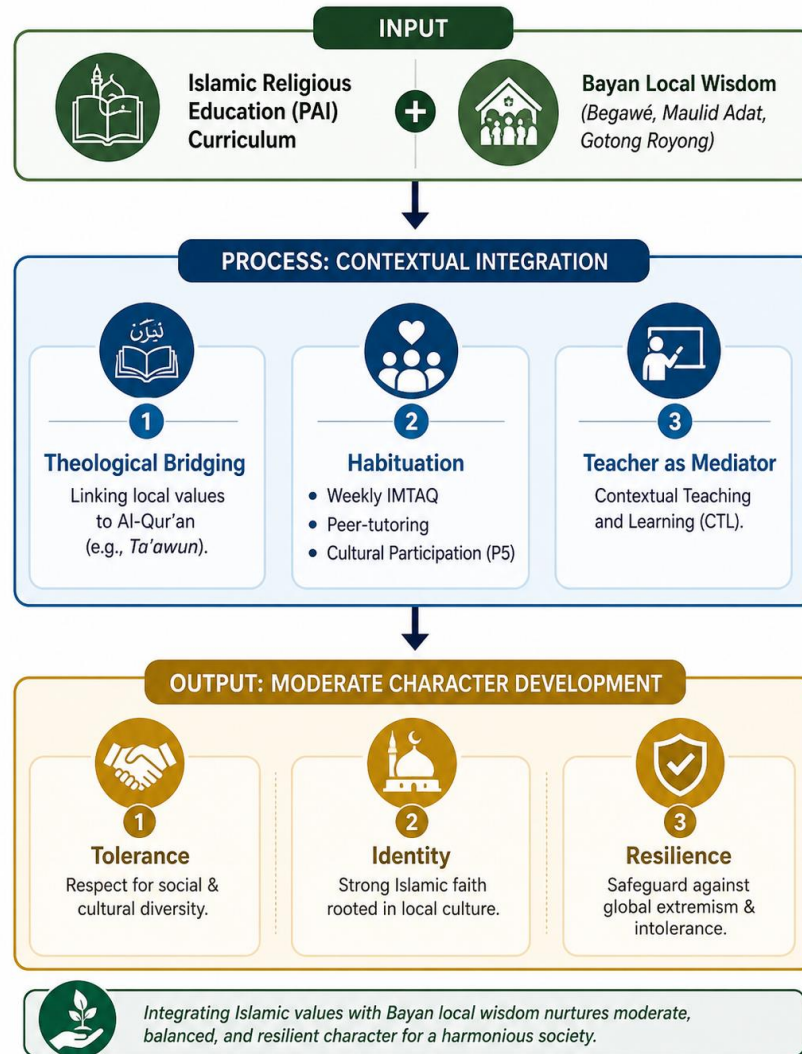 INPUT
Islamic Religious
Education (PAI)
Curriculum
+
Bayan Local Wisdom
(Begawé, Maulid Adat,
Gotong Royong)
PROCESS: CONTEXTUAL INTEGRATION
1
Theological Bridging
Linking local values
to Al-Qur'an
(e.g., Ta'awun).
2
Habituation
• Weekly IMTAQ
• Peer-tutoring
• Cultural Participation (P5)
3
Teacher as Mediator
Contextual Teaching
and Learning (CTL).
OUTPUT: MODERATE CHARACTER DEVELOPMENT
1
Tolerance
Respect for social &
cultural diversity.
2
Identity
Strong Islamic faith
rooted in local culture.
3
Resilience
Safeguard against
global extremism &
intolerance.
Integrating Islamic values with Bayan local wisdom nurtures moderate,
balanced, and resilient character for a harmonious society.